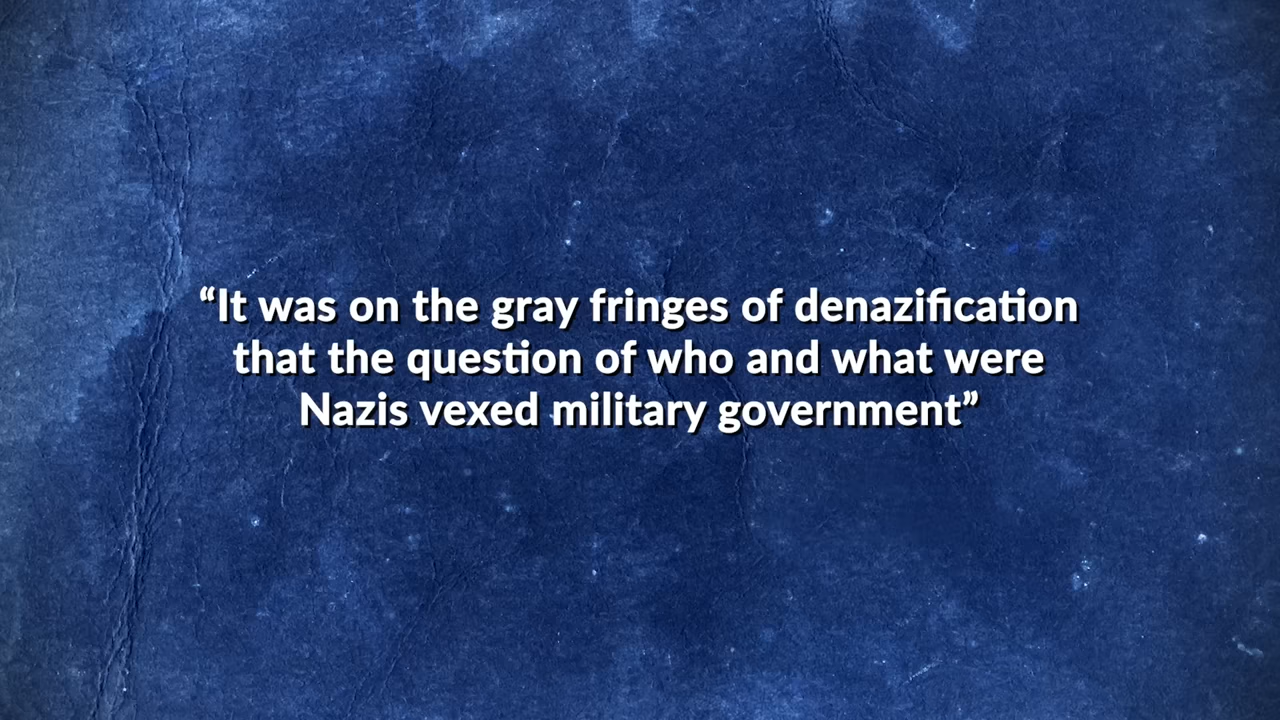 “It was on the gray fringes of denazification
that the question of who and what were
Nazis vexed military government”